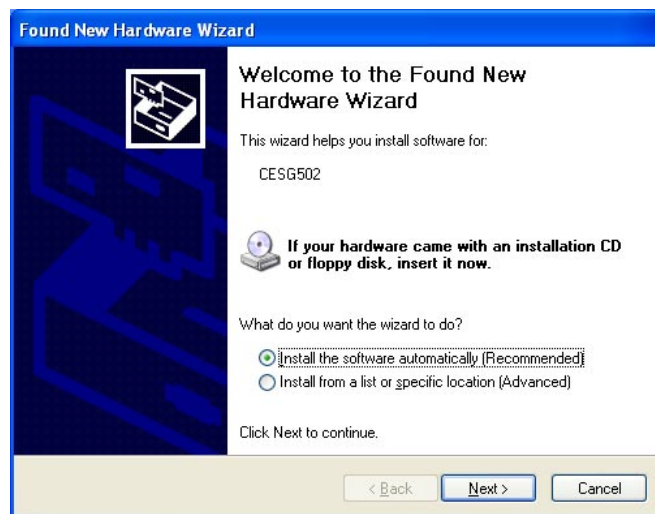 Found New Hardware Wizard
Welcome to the Found New
Hardware Wizard
This wizard helps you install software for:
CESG502
If your hardware came with an installation CD
or floppy disk, insert it now.
What do you want the wizard to do?
Install the software automatically (Recommended)
Install from a list or specific location (Advanced)
Click Next to continue.
< Back
Next >
Cancel